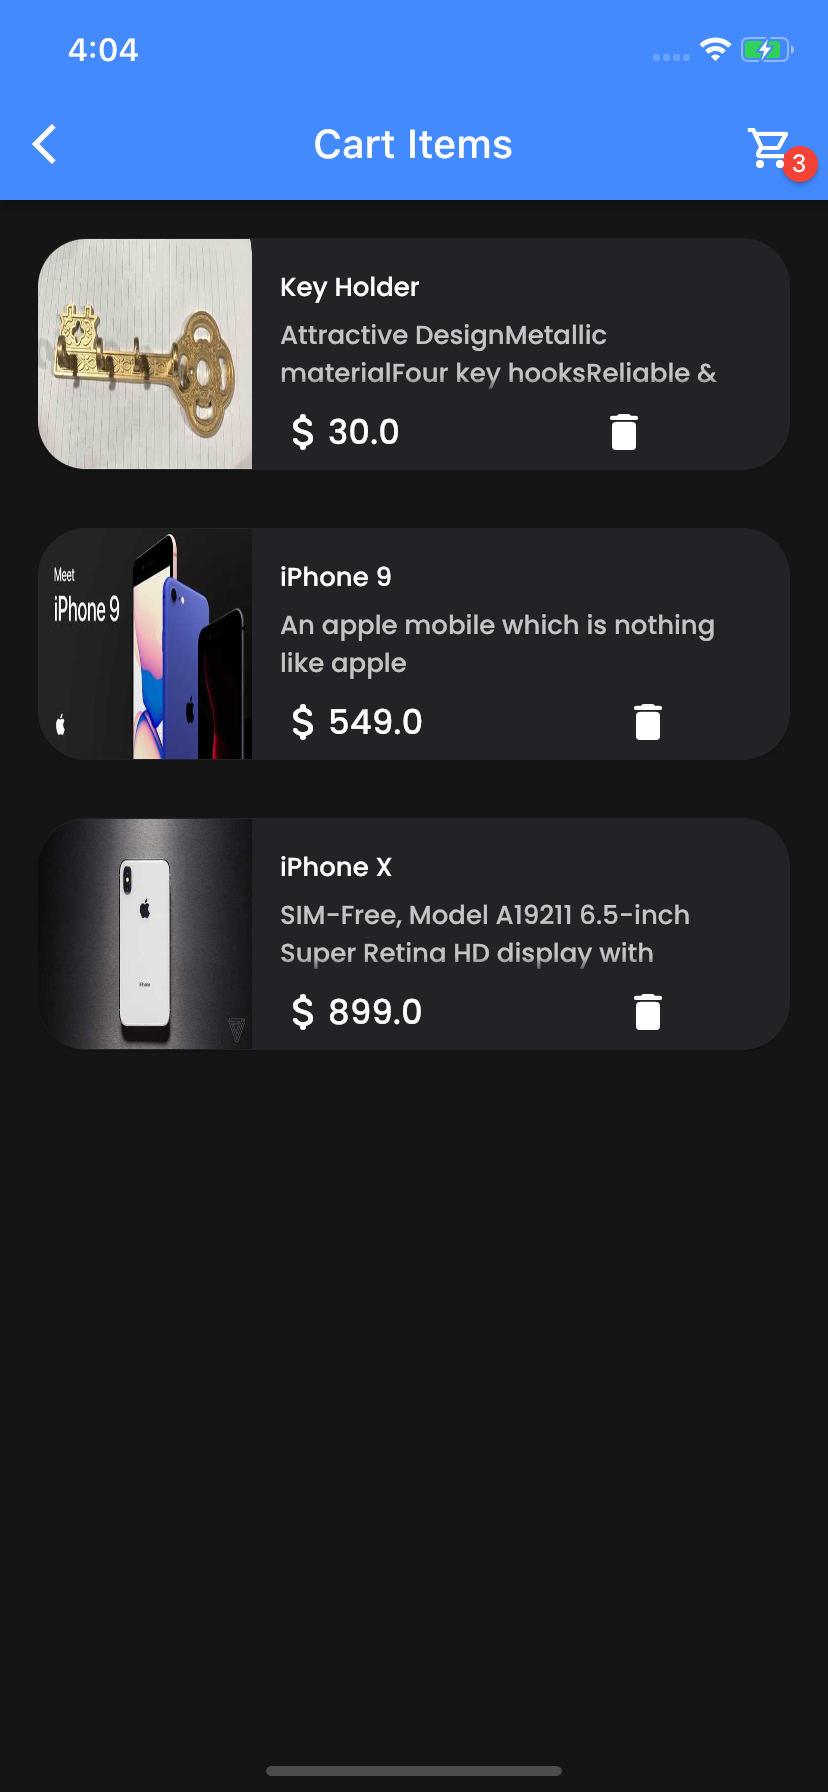 4:04
Cart Items
3
Key Holder
Attractive DesignMetallic
materialFour key hooksReliable &
$ 30.0
Meet
iPhone 9
iPhone 9
An apple mobile which is nothing
like apple
$ 549.0
iPhone X
SIM-Free, Model A19211 6.5-inch
Super Retina HD display with
$ 899.0